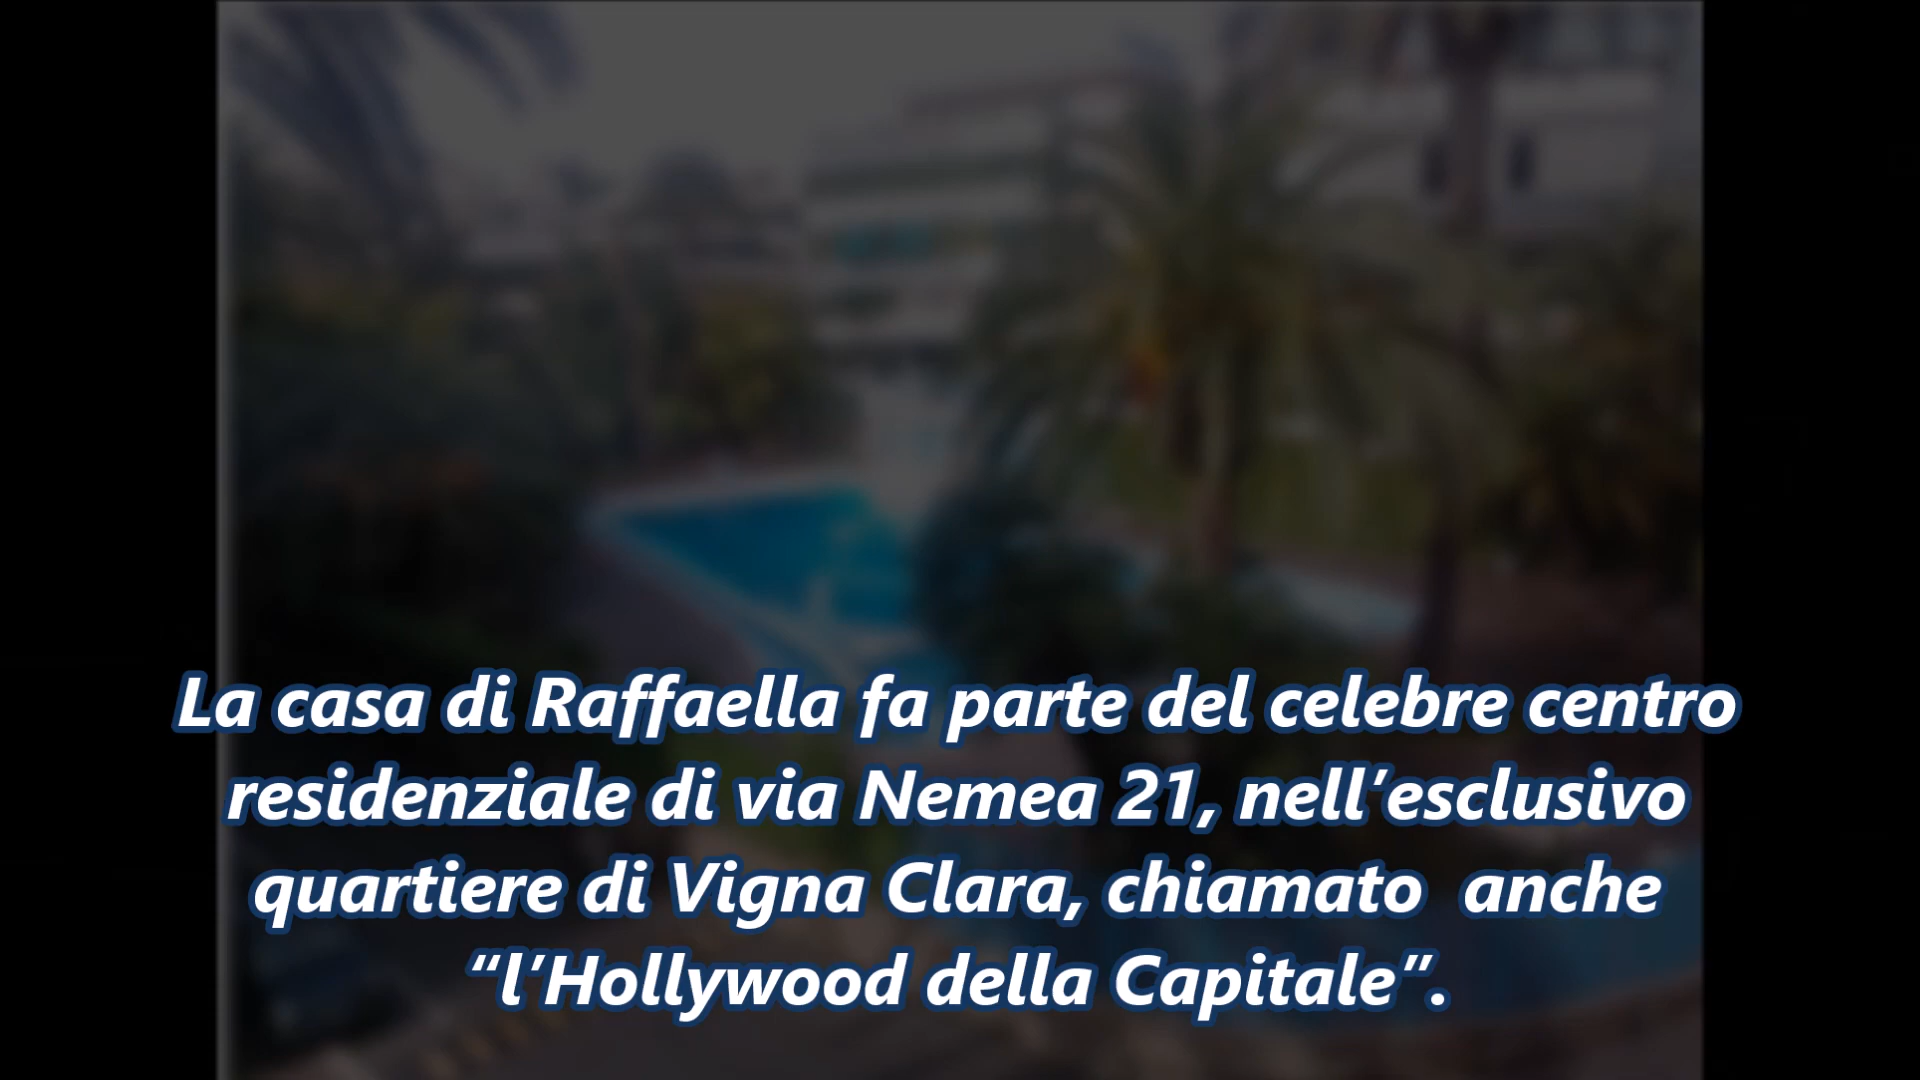 La casa di Raffaella fa parte del celebre centro
residenziale di via Nemea 21, nell’esclusivo
quartiere di Vigna Clara, chiamato  anche
“l’Hollywood della Capitale”.